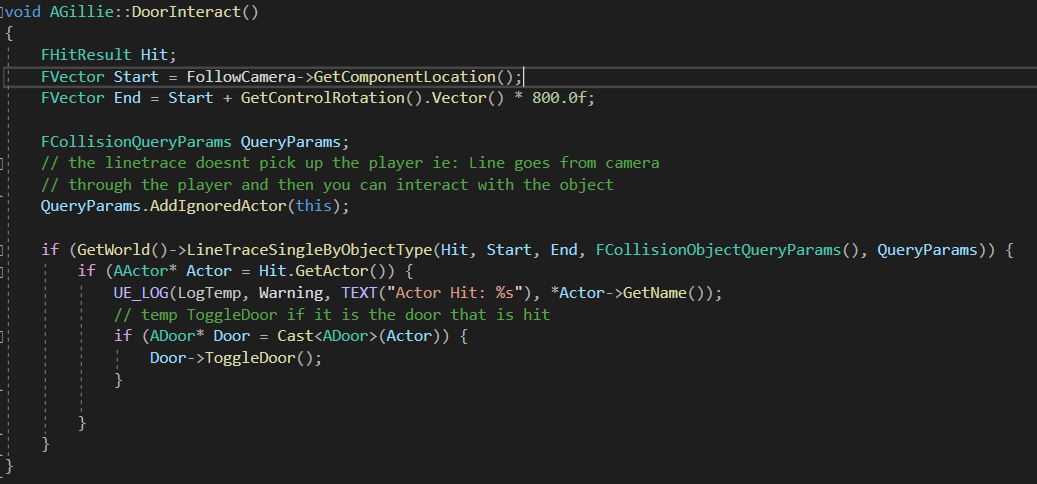 void AGillie::DoorInteract()
{
FHitResult Hit;
FVector Start = FollowCamera->GetComponentLocation();
FVector End = Start + GetControlRotation().Vector() * 800.0f;
FCollisionQueryParams QueryParams;
// the linetrace doesnt pick up the player ie: Line goes from camera
// through the player and then you can interact with the object
QueryParams.AddIgnoredActor(this);
if (GetWorld()->LineTraceSingleByObjectType(Hit, Start, End, FCollisionObjectQueryParams(), QueryParams)) {
if (AActor* Actor = Hit.GetActor()) {
UE_LOG(LogTemp, Warning, TEXT("Actor Hit: %s"), *Actor->GetName());
// temp ToggleDoor if it is the door that is hit
if (ADoor* Door = Cast<ADoor>(Actor)) {
Door->ToggleDoor();
}
}
}
}